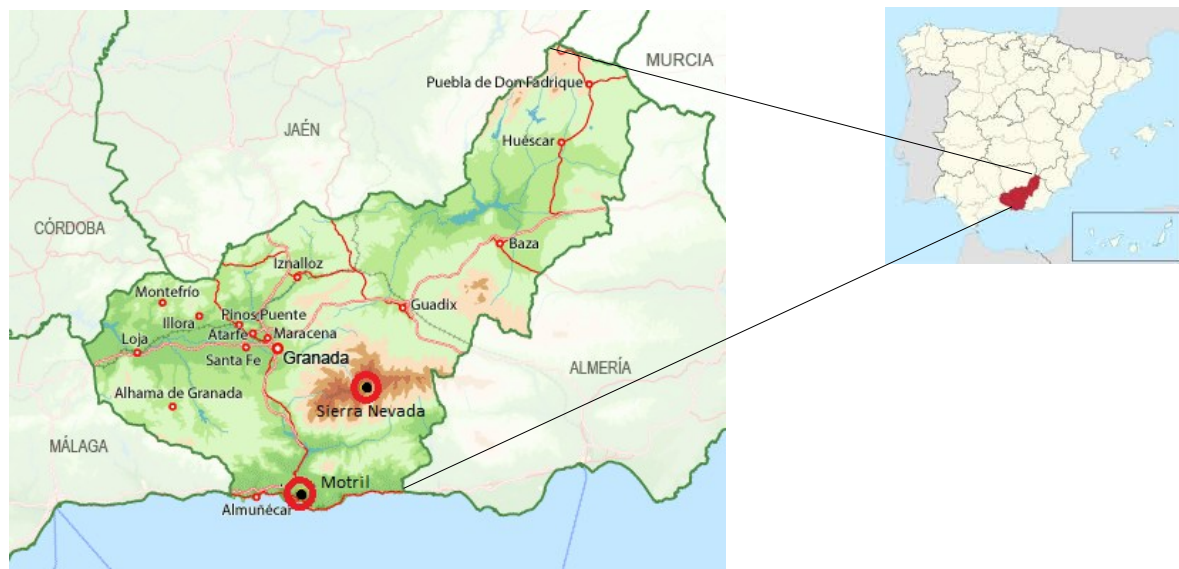 MURCIA
Puebla de Don Fadrique
JAÉN
Huéscar
CÓRDOBA
Baza
Iznalloz
Montefrío
Guadix
Illora
Pinos Puente
Atarfe
Maracena
Loja
Santa Fe
Granada
ALMERÍA
Alhama de Granada
Sierra Nevada
MÁLAGA
Motril
Almuñécar